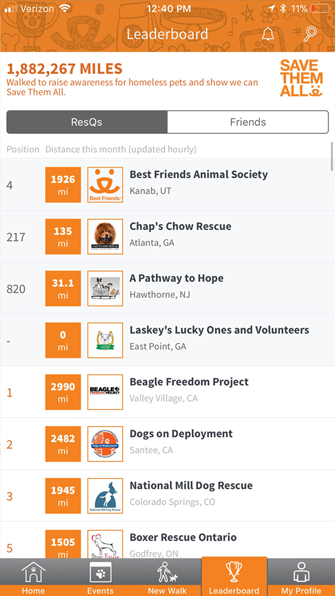 Verizon 12:40 PM 11%
Leaderboard
1,882,267 MILES
Walked to raise awareness for homeless pets and show we can
Save Them All.
SAVE
THEM
ALL
ResQs Friends
Position Distance this month (updated hourly)
4 1926 mi Best Friends Best Friends Animal Society
Kanab, UT
217 135 mi Chap's Chow Rescue
Atlanta, GA
820 31.1 mi A Pathway to Hope
Hawthorne, NJ
- 0 mi Laskey's Lucky Ones and Volunteers
East Point, GA
1 2990 mi BEAGLE FREEDOM PROJECT Beagle Freedom Project
Valley Village, CA
2 2482 mi Dogs on Deployment
Santee, CA
3 1945 mi National Mill Dog Rescue
Colorado Springs, CO
5 1505 mi Boxer Rescue Ontario
Godfrey, ON
Home Events New Walk Leaderboard My Profile